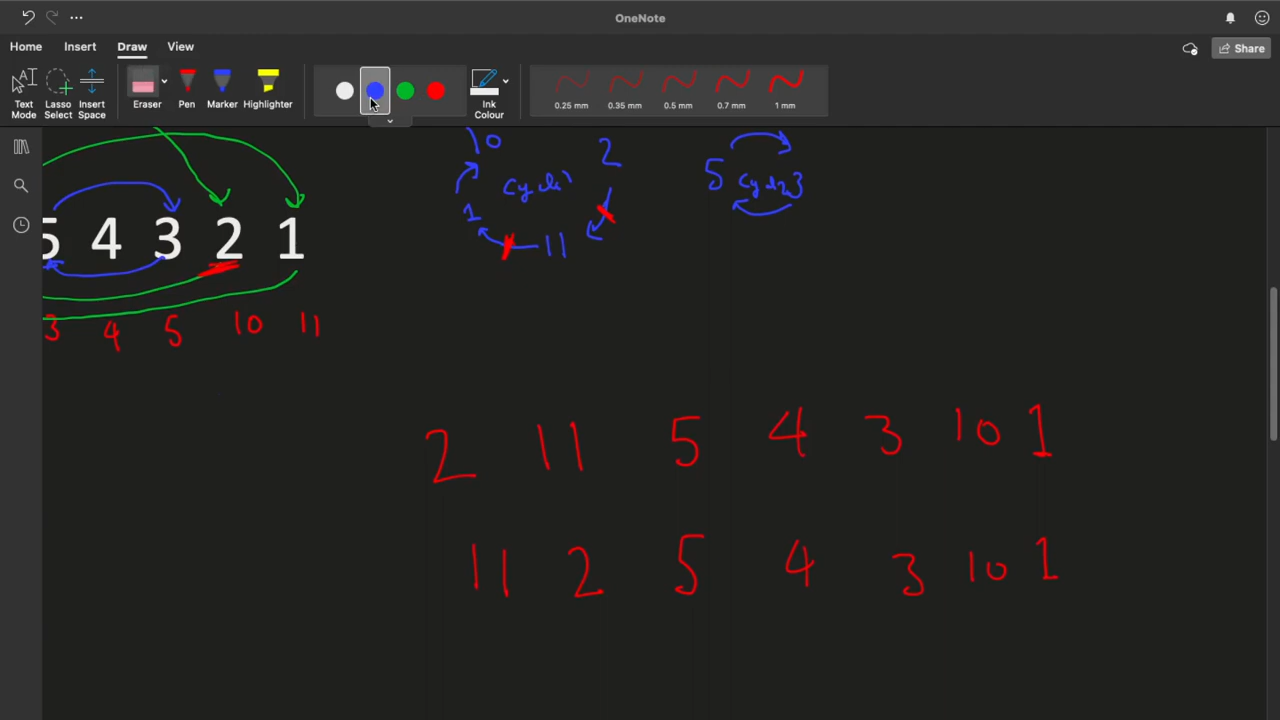 OneNote
Home Insert Draw View
Share
Text Mode
Lasso Select
Insert Space
Eraser
Pen
Marker
Highlighter
Ink Colour
0.25 mm 0.35 mm 0.5 mm 0.7 mm 1 mm
10 2
5
1 11
3
5 4 3 2 1
3 4 5 10 11
2 11 5 4 3 10 1
11 2 5 4 3 10 1